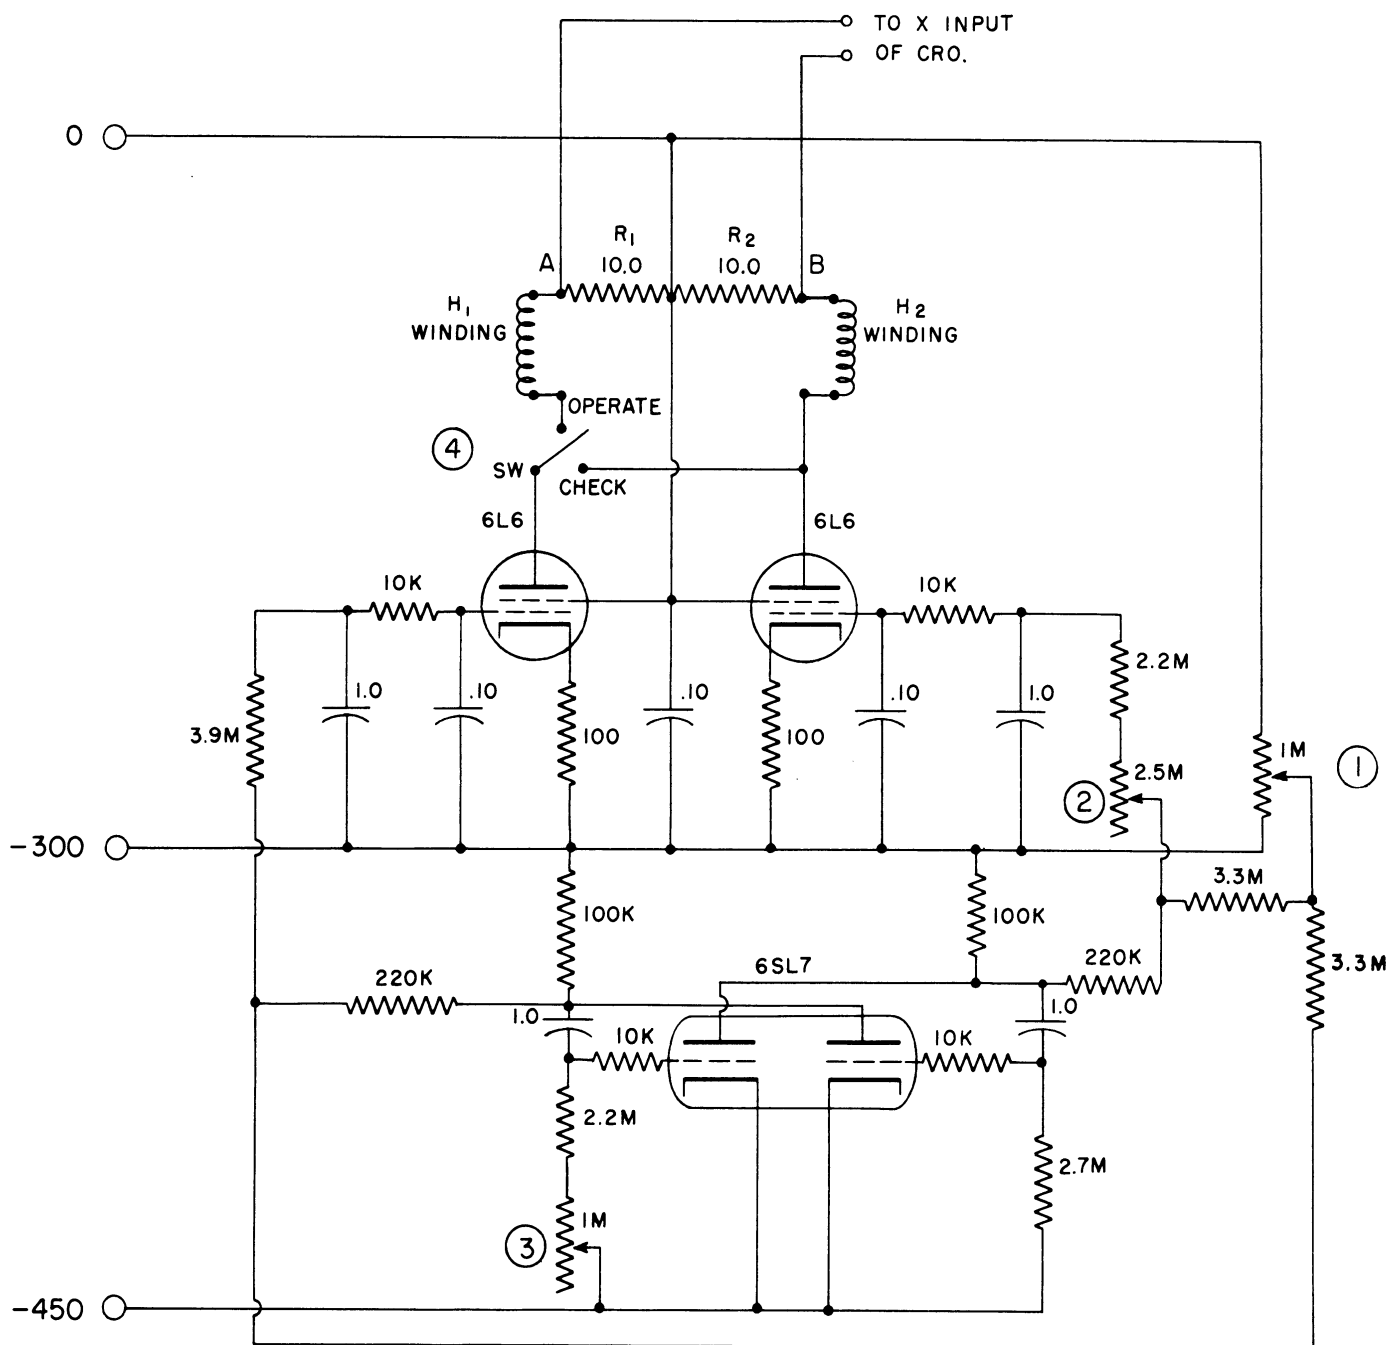 TO X INPUT
OF CRO.
0
R₁
10.0
R₂
10.0
A
B
H₁
WINDING
H₂
WINDING
OPERATE
④
SW
CHECK
6L6
6L6
10K
10K
2.2M
1.0
.10
.10
.10
1.0
3.9M
100
100
2.5M
②
1M
①
-300
3.3M
100K
100K
220K
6SL7
220K
3.3M
1.0
1.0
10K
10K
2.2M
2.7M
1M
③
-450